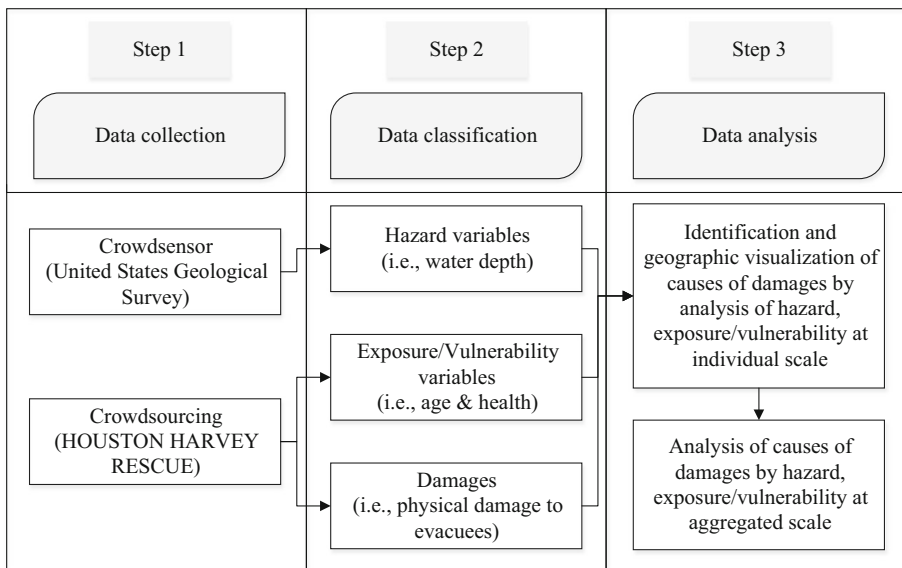 Step 1
Data collection
Crowdsensor
(United States Geological
Survey)
Crowdsourcing
(HOUSTON HARVEY
RESCUE)
Step 2
Data classification
Hazard variables
(i.e., water depth)
Exposure/Vulnerability
variables
(i.e., age & health)
Damages
(i.e., physical damage to
evacuees)
Step 3
Data analysis
Identification and
geographic visualization of
causes of damages by
analysis of hazard,
exposure/vulnerability at
individual scale
Analysis of causes of
damages by hazard,
exposure/vulnerability at
aggregated scale